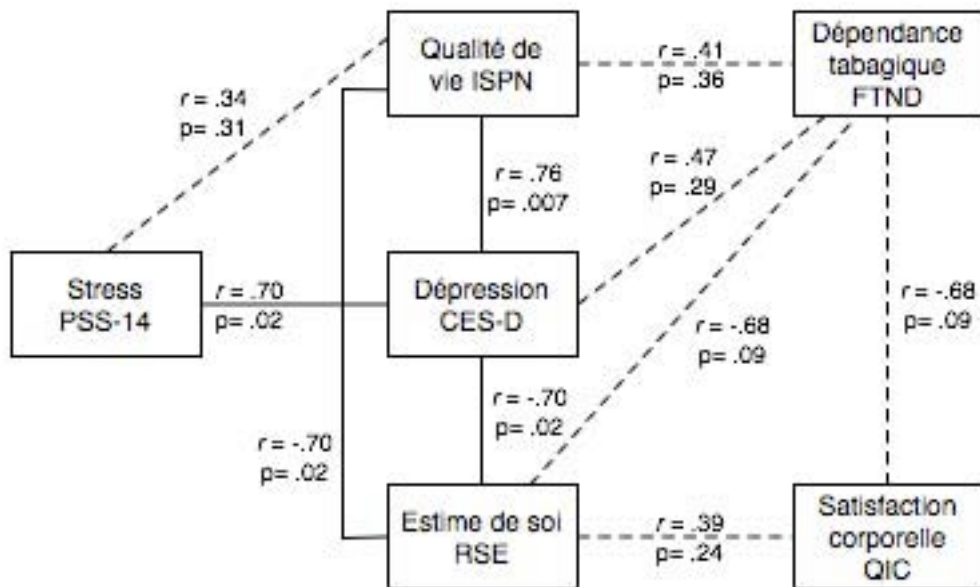 Qualité de
vie ISPN
r = .41
p= .36
Dépendance
tabagique
FTND
r = .34
p= .31
r = .76
p= .007
r = .47
p= .29
Stress
PSS-14
r = .70
p= .02
Dépression
CES-D
r = -.68
p= .09
r = -.68
p= .09
r = -.70
p= .02
r = -.70
p= .02
Estime de soi
RSE
r = .39
p= .24
Satisfaction
corporelle
QIC